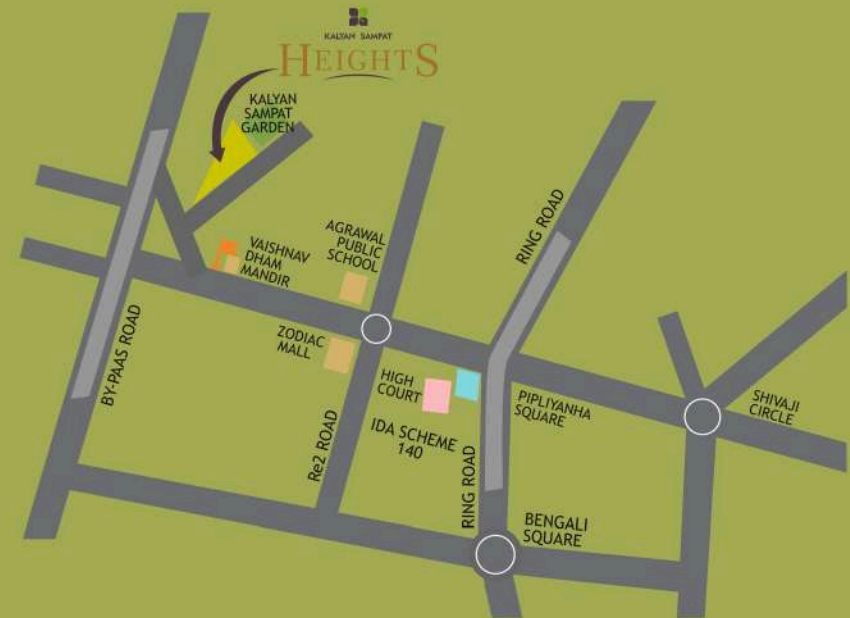 KALYAN SAMPAT
HEIGHTS
KALYAN
SAMPAT
GARDEN
RING ROAD
AGRAWAL
PUBLIC
SCHOOL
VAISHNAV
DHAM
MANDIR
BY-PAAS ROAD
ZODIAC
MALL
HIGH
COURT
PIPLIYANHA
SQUARE
SHIVAJI
CIRCLE
Re2 ROAD
IDA SCHEME
140
RING ROAD
BENGALI
SQUARE